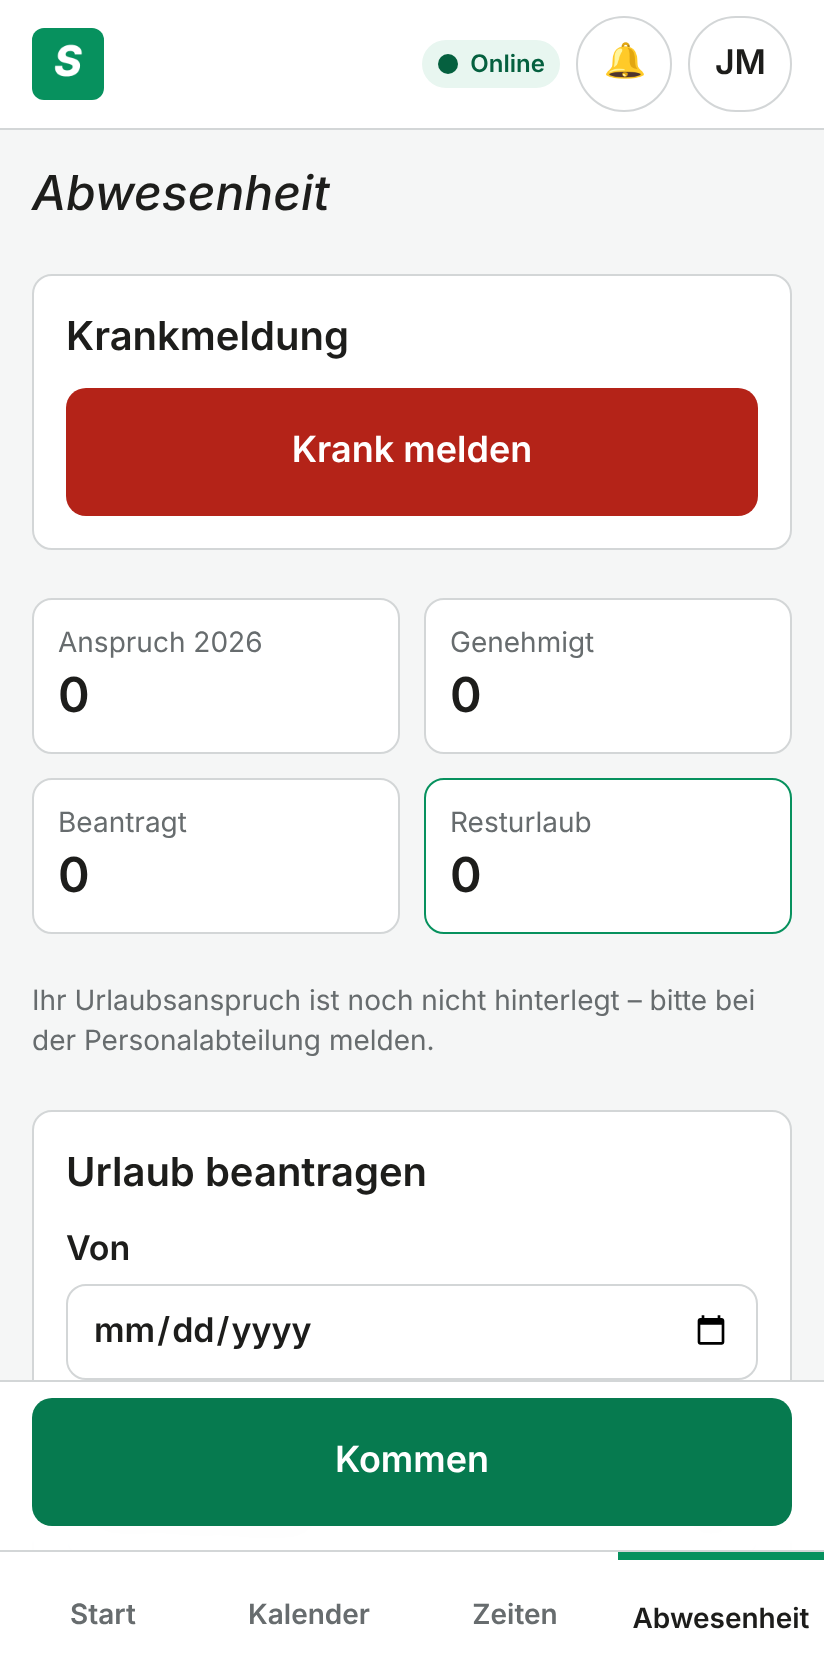 S
Online
JM
Abwesenheit
Krankmeldung
Krank melden
Anspruch 2026
0
Genehmigt
0
Beantragt
0
Resturlaub
0
Ihr Urlaubsanspruch ist noch nicht hinterlegt – bitte bei
der Personalabteilung melden.
Urlaub beantragen
Von
mm/dd/yyyy
Kommen
Start
Kalender
Zeiten
Abwesenheit